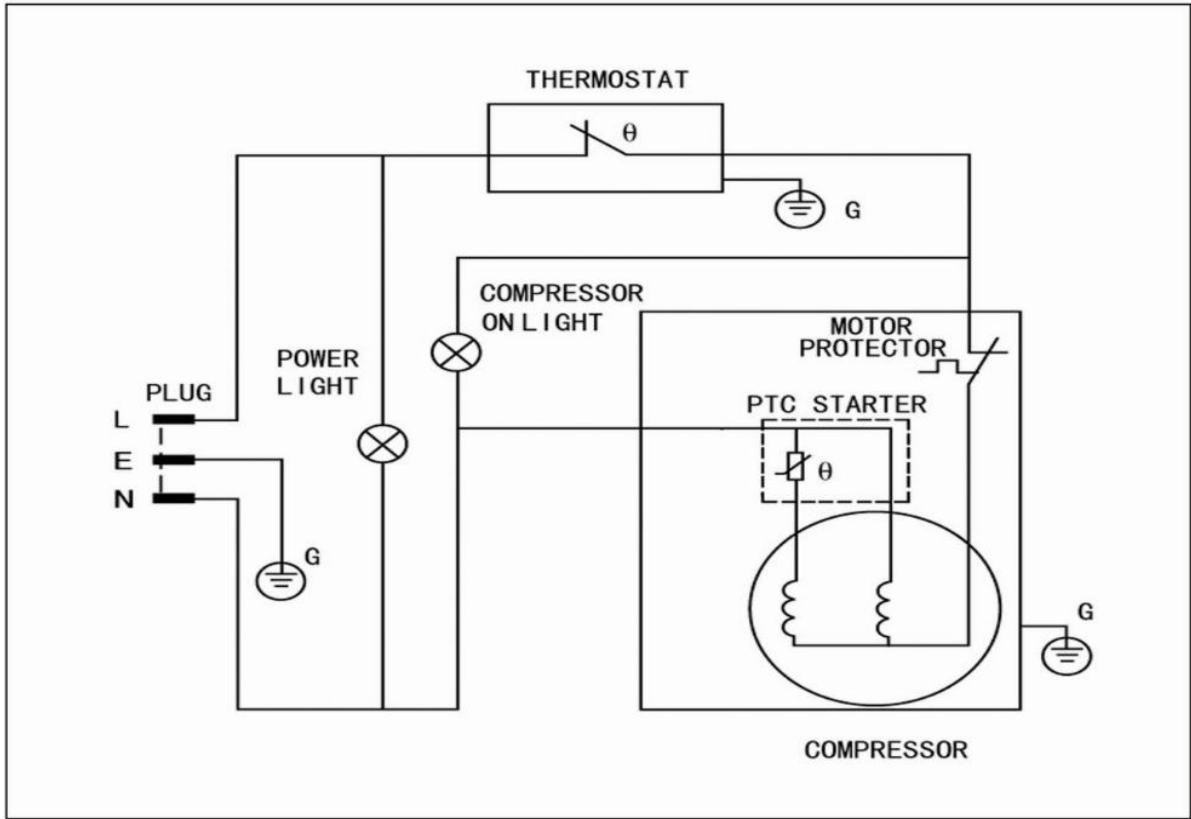 THERMOSTAT
θ
G
COMPRESSOR
ON LIGHT
MOTOR
PROTECTOR
POWER
LIGHT
PLUG
PTC STARTER
L
E
θ
N
G
G
COMPRESSOR